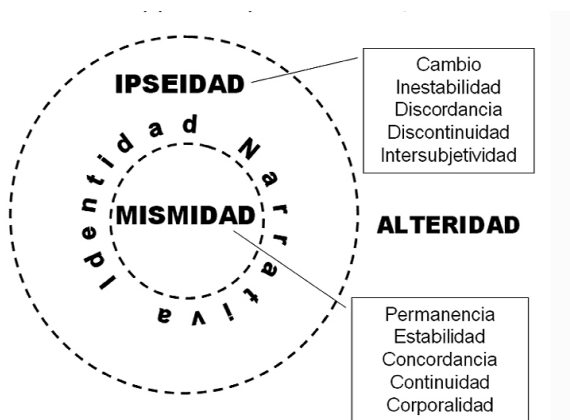 IPSEIDAD
Cambio
Inestabilidad
Discordancia
Discontinuidad
Intersubjetividad
Identidad Narrativa
MISMIDAD
ALTERIDAD
Permanencia
Estabilidad
Concordancia
Continuidad
Corporalidad